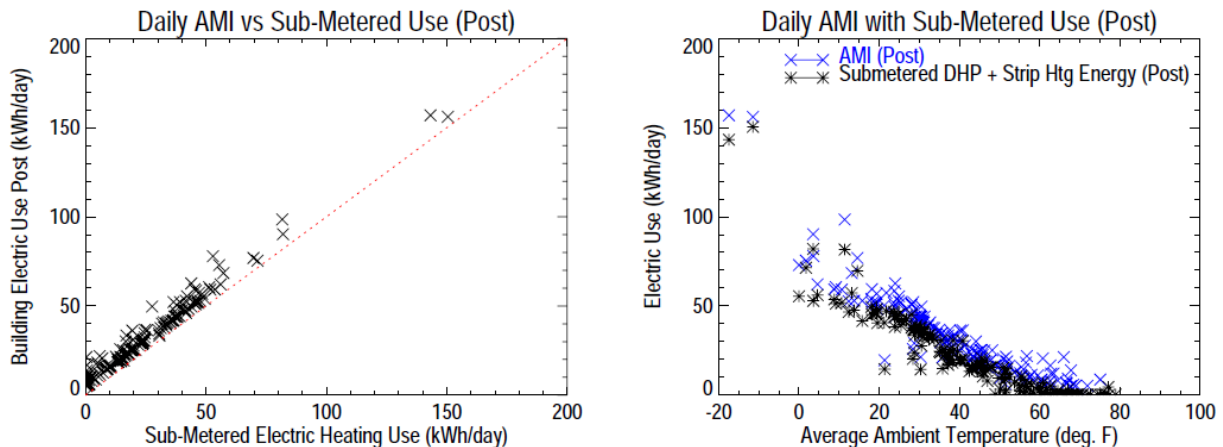 Daily AMI vs Sub-Metered Use (Post)
Building Electric Use Post (kWh/day)
200
150
100
50
0
0
50
100
150
200
Sub-Metered Electric Heating Use (kWh/day)
Daily AMI with Sub-Metered Use (Post)
AMI (Post)
Submetered DHP + Strip Htg Energy (Post)
Electric Use (kWh/day)
200
150
100
50
0
-20
0
20
40
60
80
100
Average Ambient Temperature (deg. F)